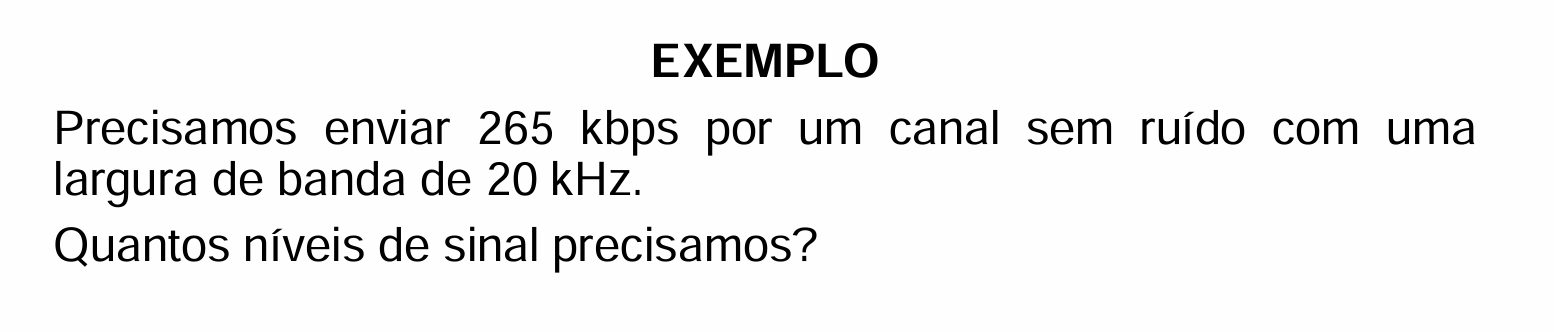 EXEMPLO
Precisamos enviar 265 kbps por um canal sem ruído com uma
largura de banda de 20 kHz.
Quantos níveis de sinal precisamos?